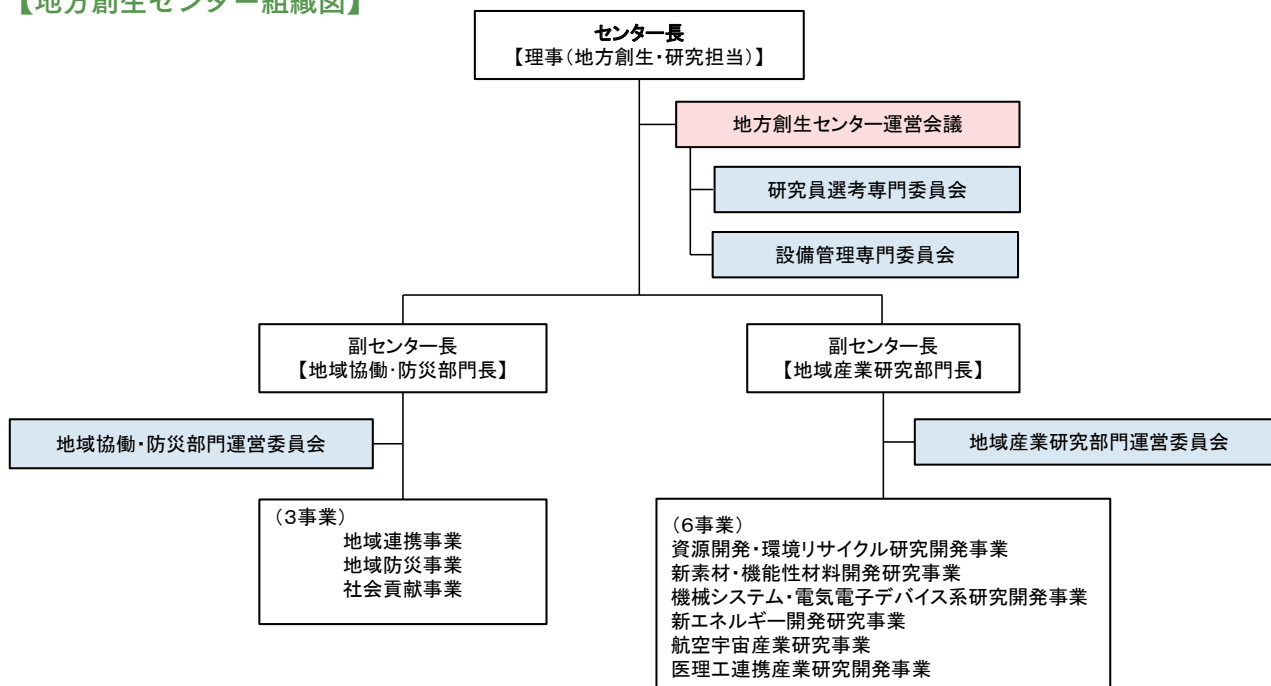 【地方創生センター組織図】
センター長
【理事(地方創生・研究担当)】
地方創生センター運営会議
研究員選考専門委員会
設備管理専門委員会
副センター長
【地域協働・防災部門長】
副センター長
【地域産業研究部門長】
地域協働・防災部門運営委員会
地域産業研究部門運営委員会
(3事業)
地域連携事業
地域防災事業
社会貢献事業
(6事業)
資源開発・環境リサイクル研究開発事業
新素材・機能性材料開発研究事業
機械システム・電気電子デバイス系研究開発事業
新エネルギー開発研究事業
航空宇宙産業研究事業
医理工連携産業研究開発事業